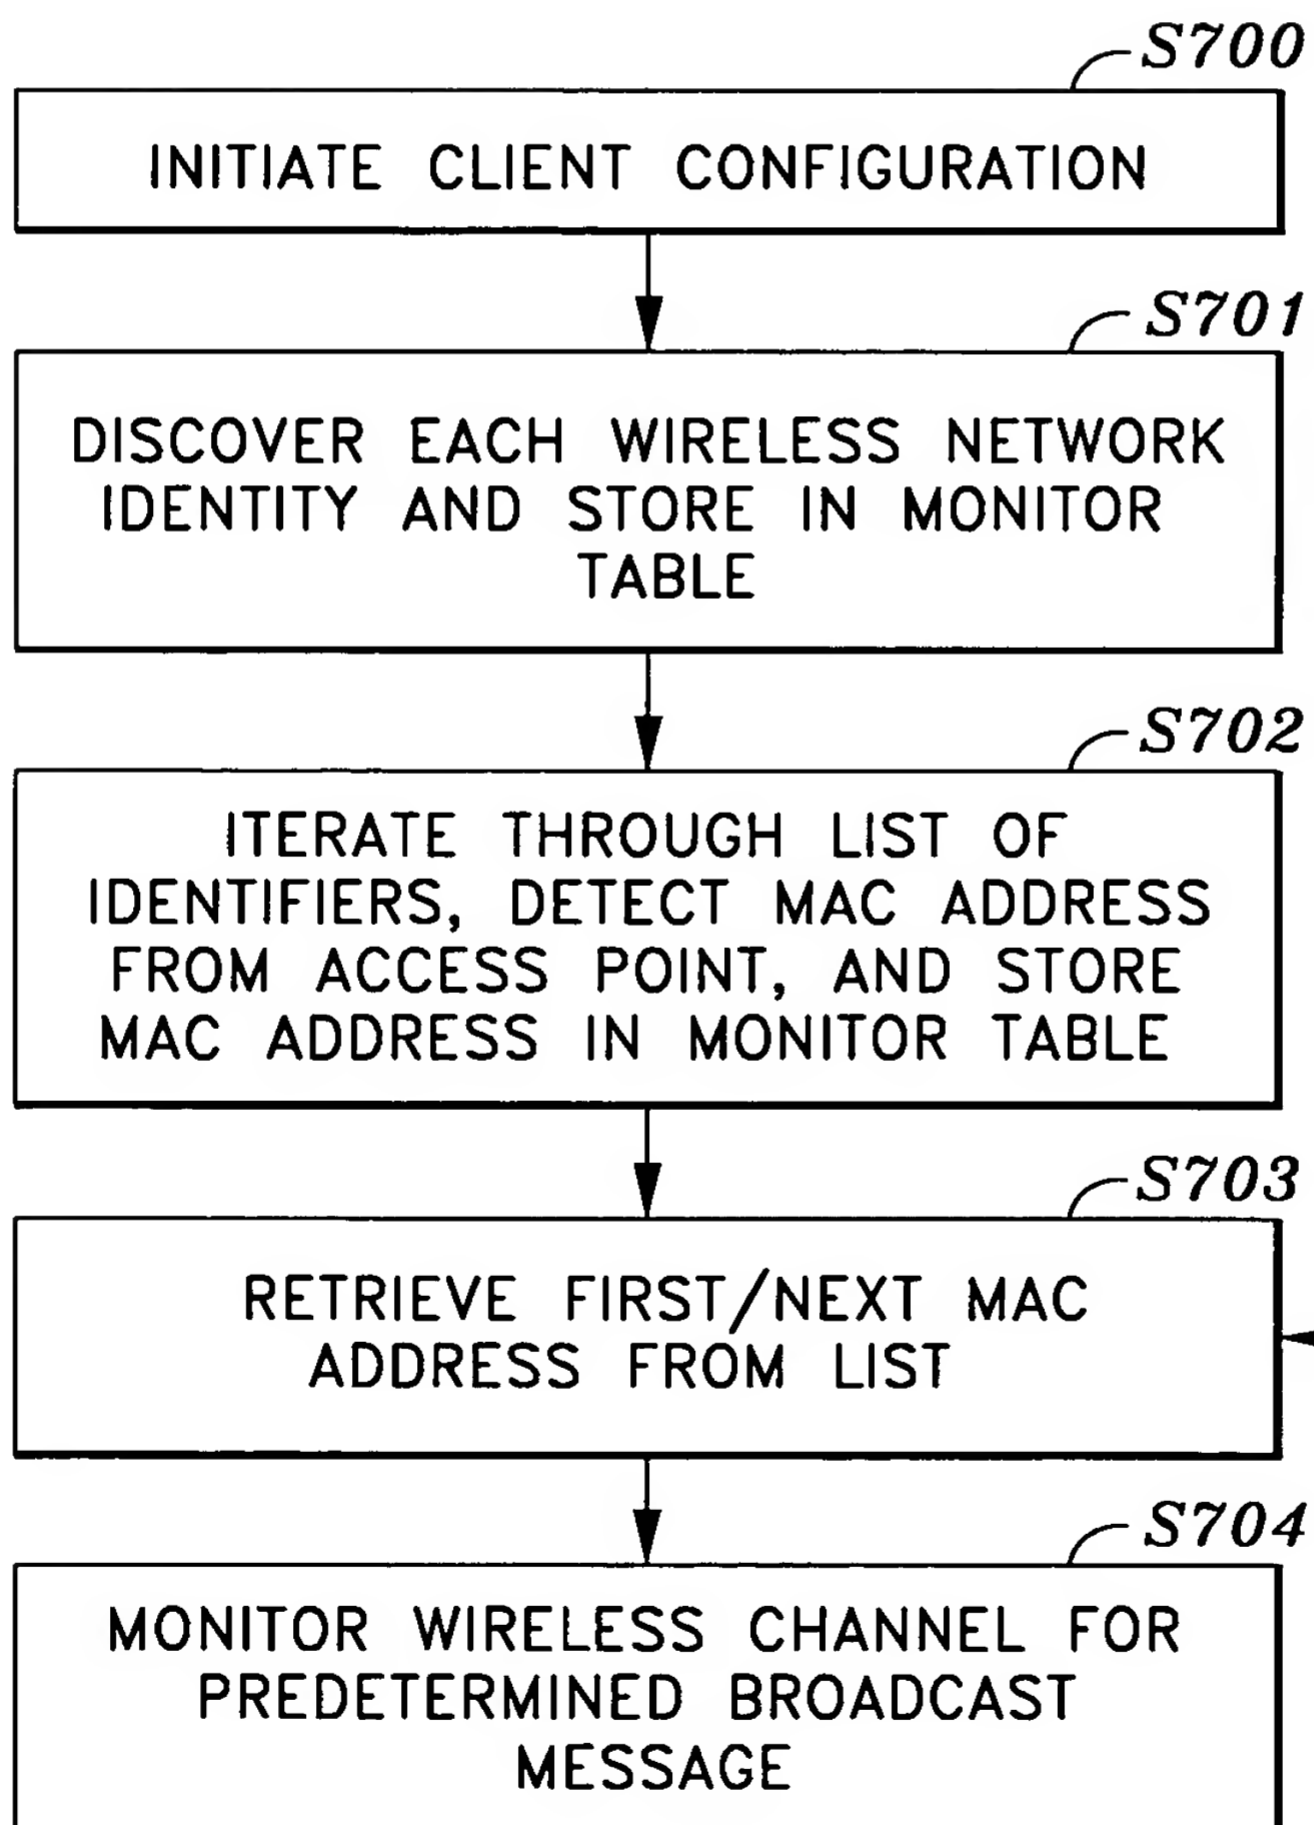 S700
INITIATE CLIENT CONFIGURATION
S701
DISCOVER EACH WIRELESS NETWORK
IDENTITY AND STORE IN MONITOR
TABLE
S702
ITERATE THROUGH LIST OF
IDENTIFIERS, DETECT MAC ADDRESS
FROM ACCESS POINT, AND STORE
MAC ADDRESS IN MONITOR TABLE
S703
RETRIEVE FIRST/NEXT MAC
ADDRESS FROM LIST
S704
MONITOR WIRELESS CHANNEL FOR
PREDETERMINED BROADCAST
MESSAGE